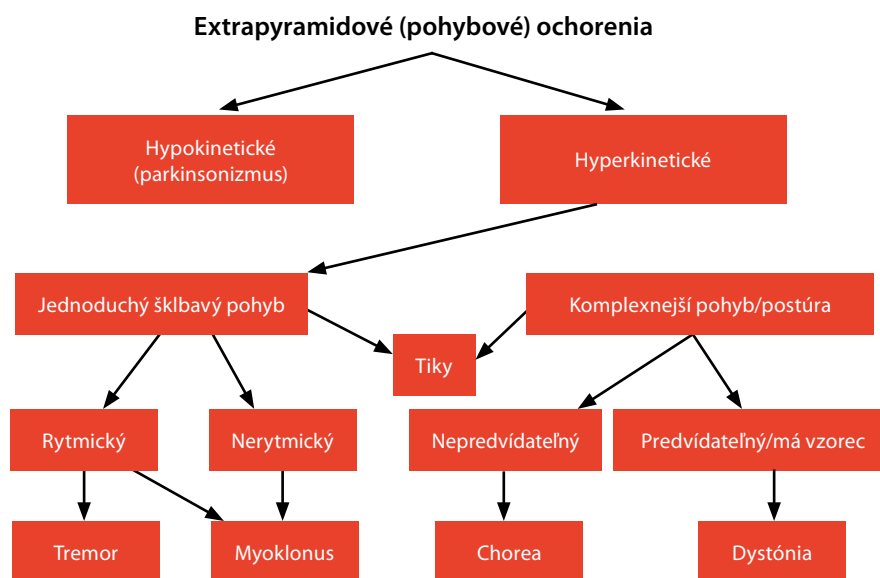 Extrapyramidové (pohybové) ochorenia
Hypokinetické
(parkinsonizmus)
Hyperkinetické
Jednoduchý šklbavý pohyb
Komplexnejší pohyb/postúra
Tiky
Rytmický
Nerytmický
Nepredvídateľný
Predvídateľný/má vzorec
Tremor
Myoklonus
Chorea
Dystónia